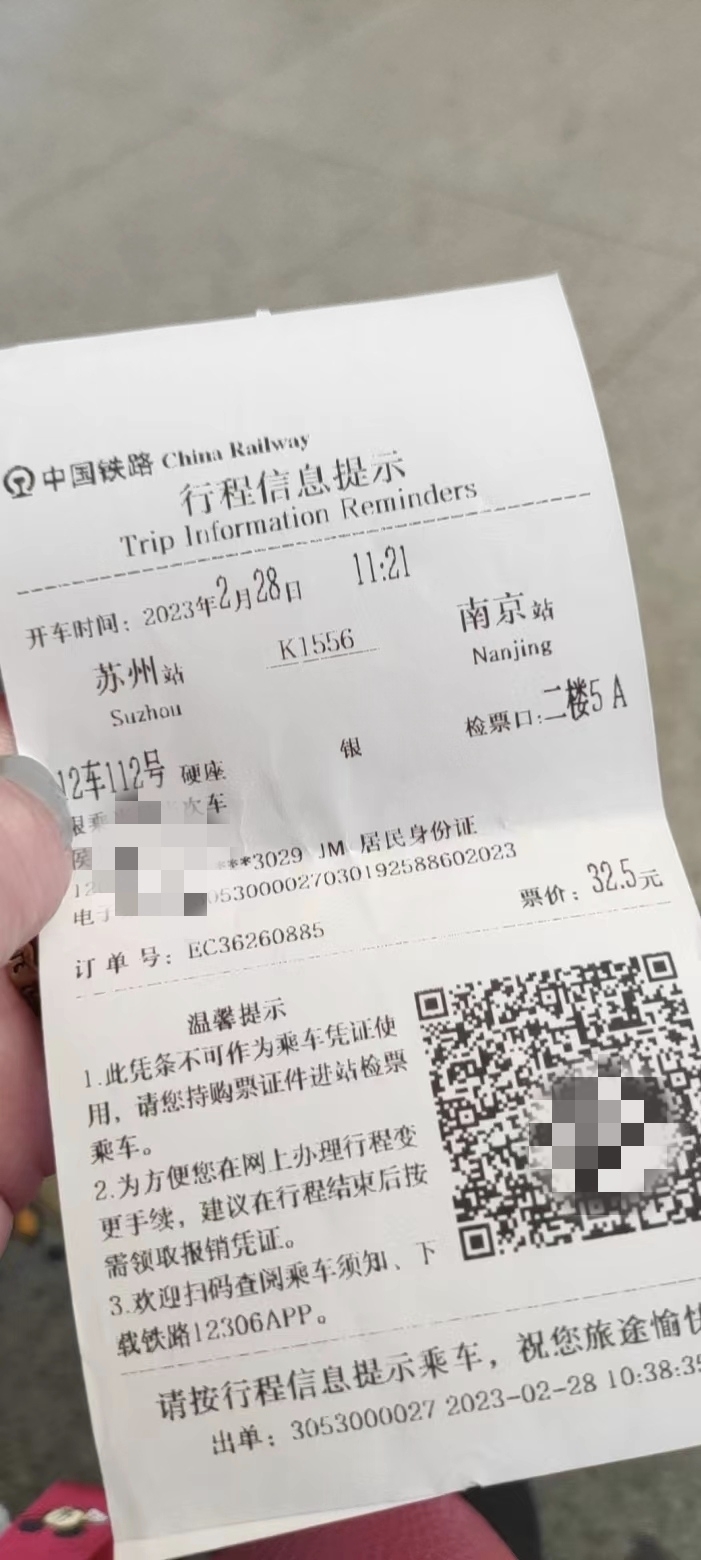 中国铁路 China Railway
行程信息提示
Trip Information Reminders
开车时间：2023年2月28日 11:21
苏州站 K1556 南京站
Suzhou Nanjing
12车112号 硬座 银 检票口:二楼5A
次车
***3029 JM 居民身份证
电子 053000027030192588602023
订单号：EC36260885 票价：32.5元
温馨提示
1.此凭条不可作为乘车凭证使
用，请您持购票证件进站检票
乘车。
2.为方便您在网上办理行程变
更手续，建议在行程结束后按
需领取报销凭证。
3.欢迎扫码查阅乘车须知、下
载铁路12306APP。
请按行程信息提示乘车，祝您旅途愉快
出单：3053000027 2023-02-28 10:38:35